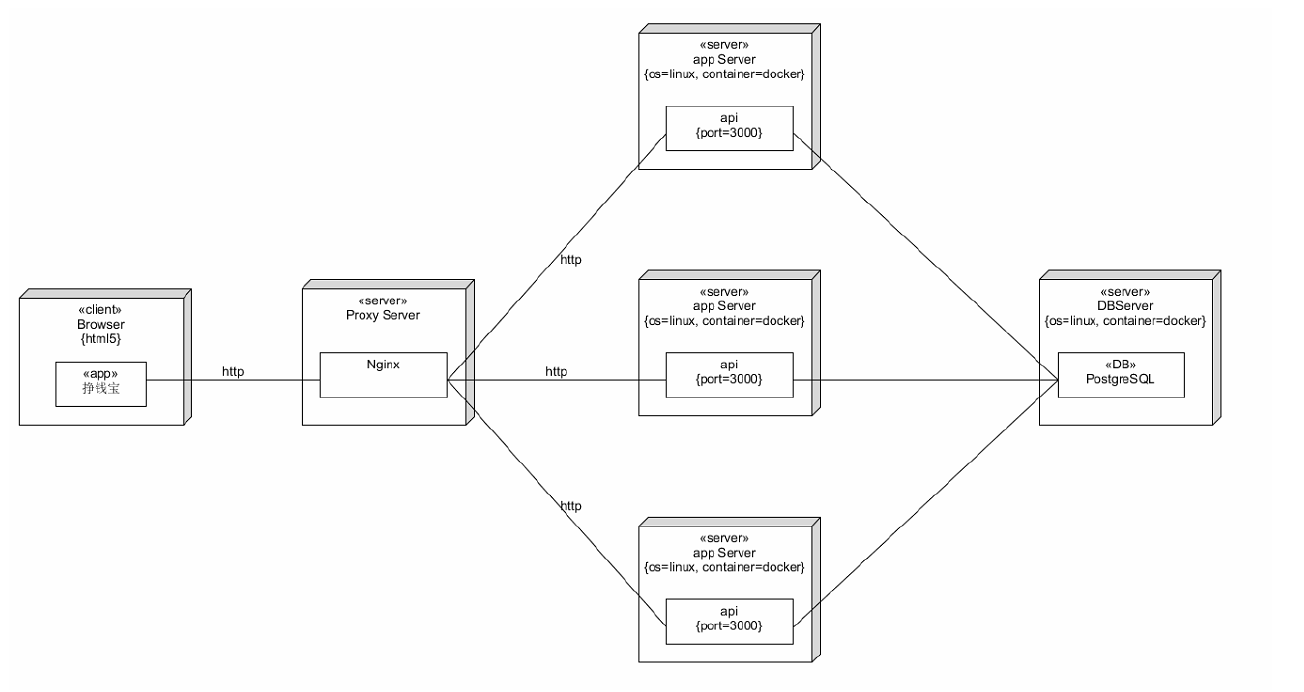 «server»
app Server
{os=linux, container=docker}
api
{port=3000}
http
«client»
Browser
{html5}
«app»
挣钱宝
http
«server»
Proxy Server
Nginx
http
«server»
app Server
{os=linux, container=docker}
api
{port=3000}
«server»
DBServer
{os=linux, container=docker}
«DB»
PostgreSQL
http
«server»
app Server
{os=linux, container=docker}
api
{port=3000}